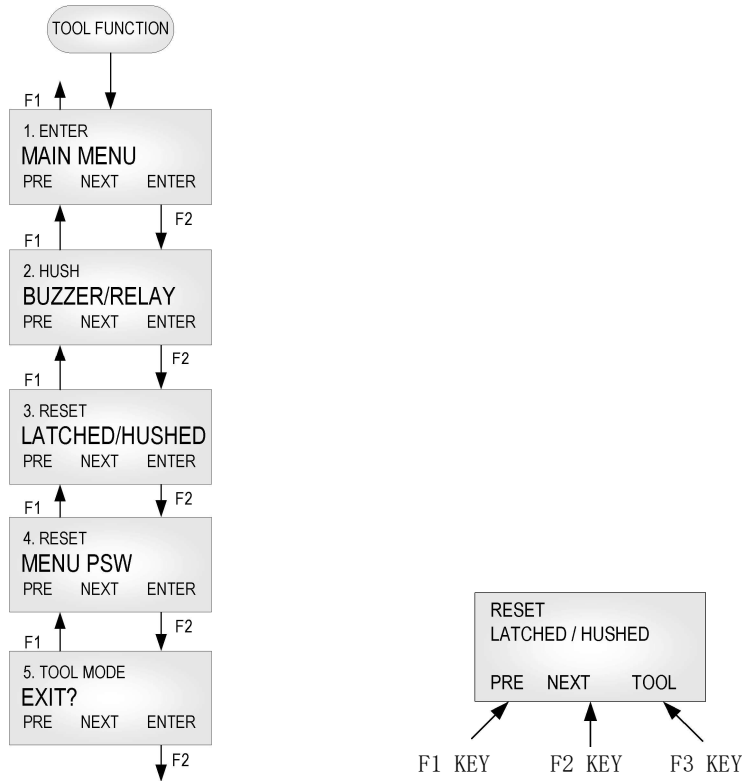 TOOL FUNCTION
F1
1. ENTER
MAIN MENU
PRE NEXT ENTER
F1
F2
2. HUSH
BUZZER/RELAY
PRE NEXT ENTER
F1
F2
3. RESET
LATCHED/HUSHED
PRE NEXT ENTER
F1
F2
4. RESET
MENU PSW
PRE NEXT ENTER
F1
F2
5. TOOL MODE
EXIT?
PRE NEXT ENTER
F2
RESET
LATCHED / HUSHED
PRE NEXT TOOL
F1 KEY F2 KEY F3 KEY